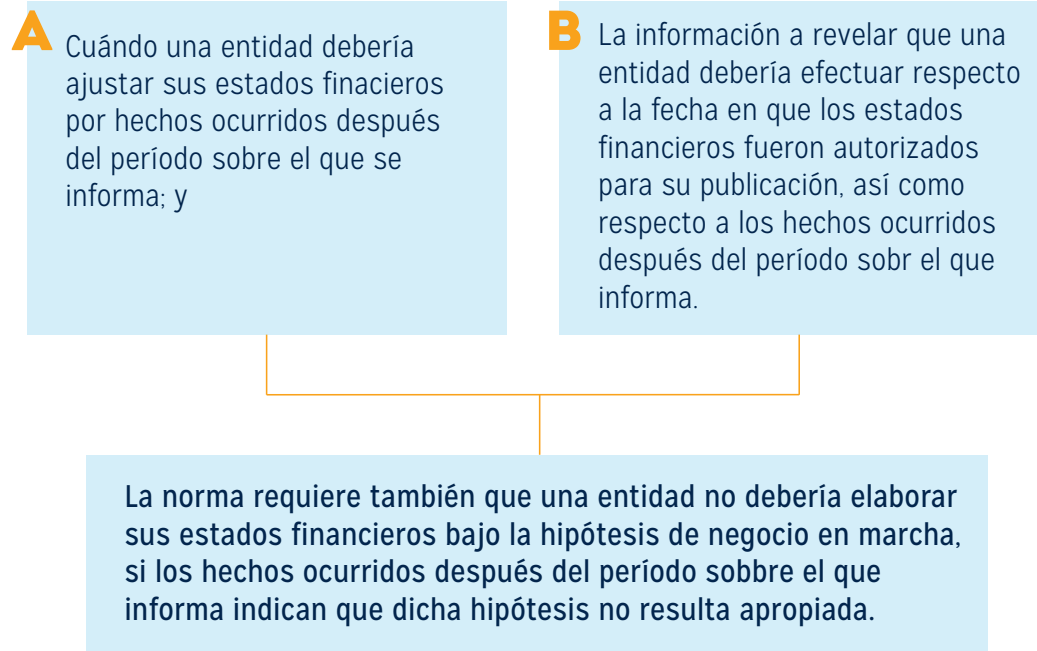 A
Cuándo una entidad debería
ajustar sus estados finacieros
por hechos ocurridos después
del período sobre el que se
informa; y
B
La información a revelar que una
entidad debería efectuar respecto
a la fecha en que los estados
financieros fueron autorizados
para su publicación, así como
respecto a los hechos ocurridos
después del período sobr el que
informa.
La norma requiere también que una entidad no debería elaborar
sus estados financieros bajo la hipótesis de negocio en marcha,
si los hechos ocurridos después del período sobbre el que
informa indican que dicha hipótesis no resulta apropiada.